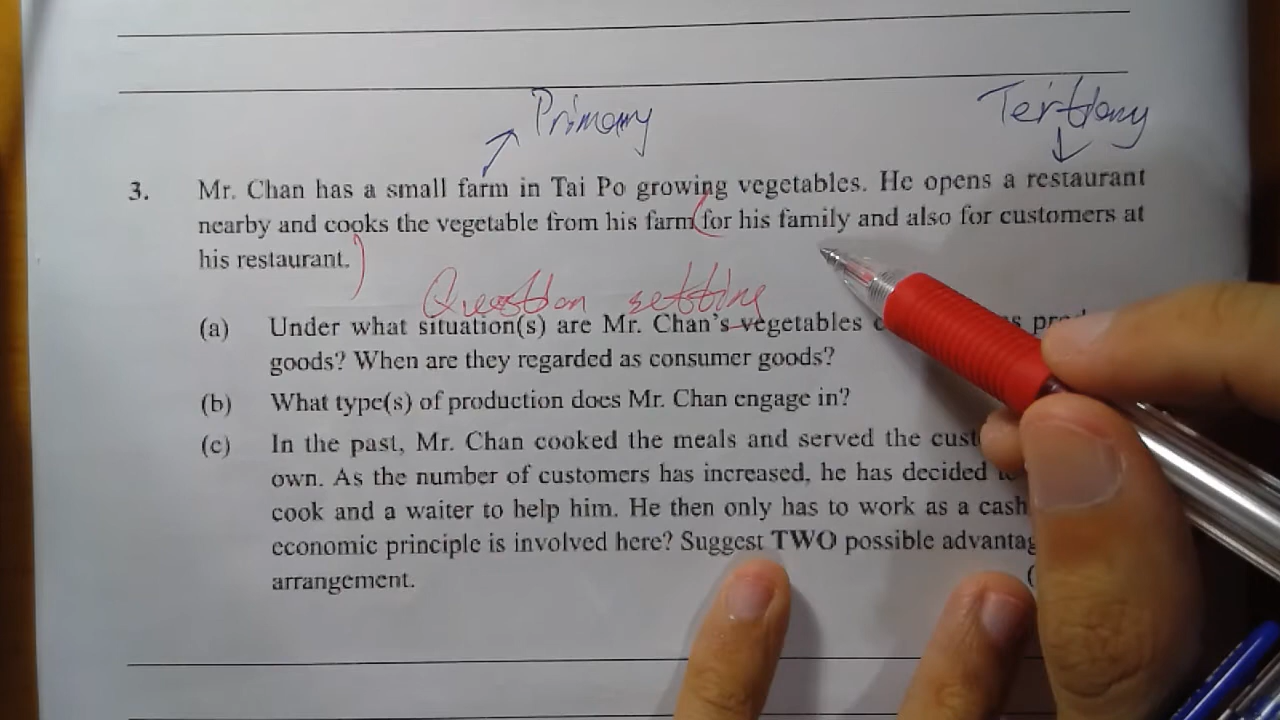 Primary
Tertiary
3. Mr. Chan has a small farm in Tai Po growing vegetables. He opens a restaurant
nearby and cooks the vegetable from his farm (for his family and also for customers at
his restaurant. )
Question setting
(a) Under what situation(s) are Mr. Chan's vegetables
goods? When are they regarded as consumer goods?
(b) What type(s) of production does Mr. Chan engage in?
(c) In the past, Mr. Chan cooked the meals and served the
own. As the number of customers has increased, he has decided
cook and a waiter to help him. He then only has to work as a
economic principle is involved here? Suggest TWO possible
arrangement.